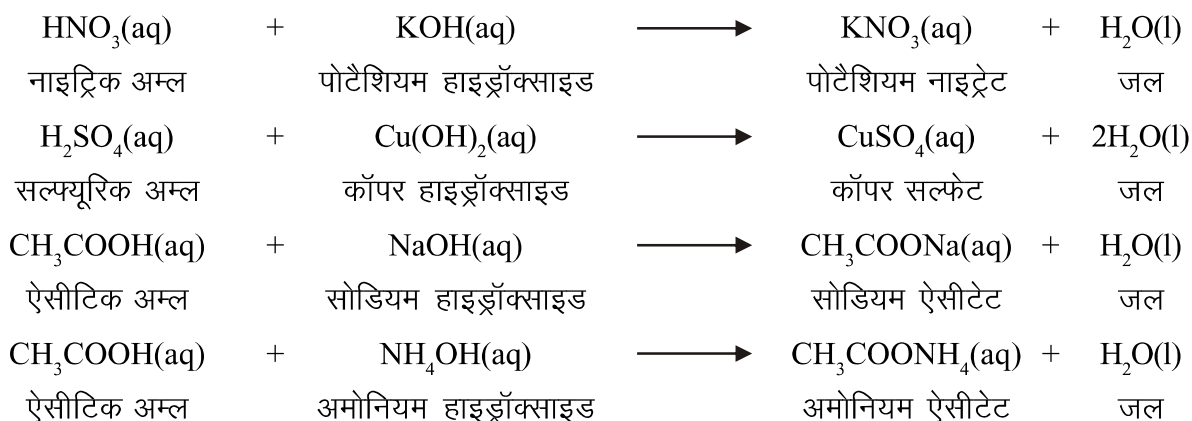 HNO₃(aq) + KOH(aq) ⟶ KNO₃(aq) + H₂O(l)
नाइट्रिक अम्ल पोटैशियम हाइड्रॉक्साइड पोटैशियम नाइट्रेट जल
H₂SO₄(aq) + Cu(OH)₂(aq) ⟶ CuSO₄(aq) + 2H₂O(l)
सल्फ्यूरिक अम्ल कॉपर हाइड्रॉक्साइड कॉपर सल्फेट जल
CH₃COOH(aq) + NaOH(aq) ⟶ CH₃COONa(aq) + H₂O(l)
ऐसीटिक अम्ल सोडियम हाइड्रॉक्साइड सोडियम ऐसीटेट जल
CH₃COOH(aq) + NH₄OH(aq) ⟶ CH₃COONH₄(aq) + H₂O(l)
ऐसीटिक अम्ल अमोनियम हाइड्रॉक्साइड अमोनियम ऐसीटेट जल